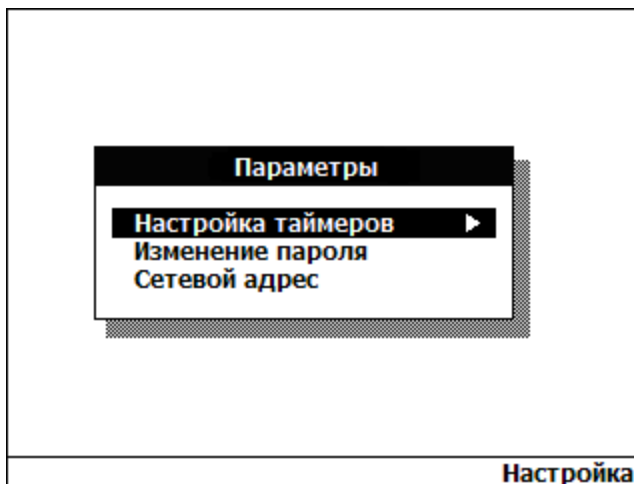 Параметры
Настройка таймеров
Изменение пароля
Сетевой адрес
Настройка